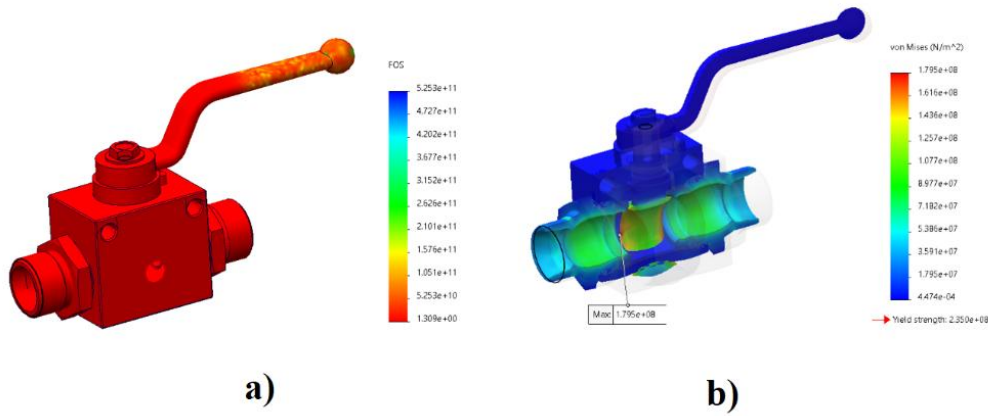 FOS
5.253e+11
4.727e+11
4.202e+11
3.677e+11
3.152e+11
2.626e+11
2.101e+11
1.576e+11
1.051e+11
5.253e+10
1.309e+00
von Mises (N/m^2)
1.795e+08
1.616e+08
1.436e+08
1.257e+08
1.077e+08
8.977e+07
7.182e+07
5.386e+07
3.591e+07
1.795e+07
4.474e-04
Yield strength: 2.350e+08
Max: 1.795e+08
a)
b)